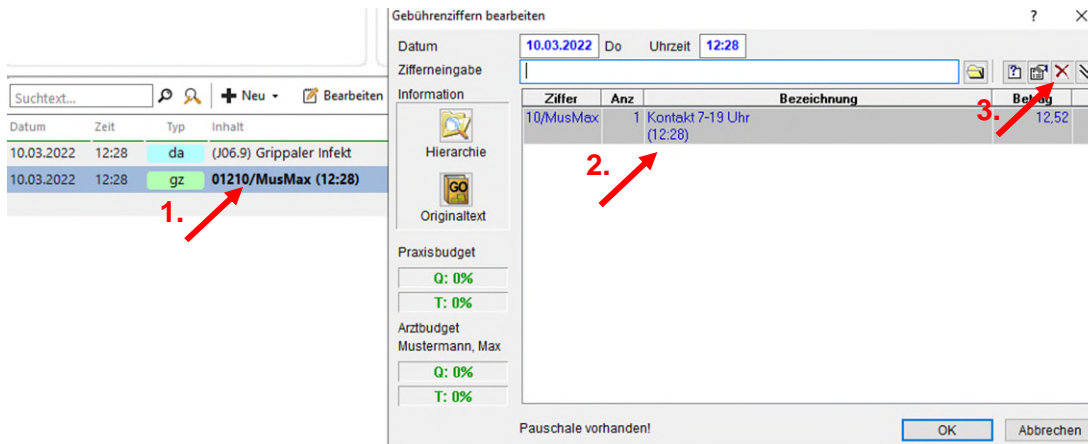 Suchtext...
Neu
Bearbeiten
Datum Zeit Typ Inhalt
10.03.2022 12:28 da (J06.9) Grippaler Infekt
10.03.2022 12:28 gz 01210/MusMax (12:28)
1.
Gebührenziffern bearbeiten ?
Datum 10.03.2022 Do Uhrzeit 12:28
Zifferneingabe
Information
Hierarchie
GO
Originaltext
Praxisbudget
Q: 0%
T: 0%
Arztbudget
Mustermann, Max
Q: 0%
T: 0%
Ziffer Anz Bezeichnung Betrag
10/MusMax 1 Kontakt 7-19 Uhr 12,52
(12:28)
2.
3.
Pauschale vorhanden!
OK Abbrechen